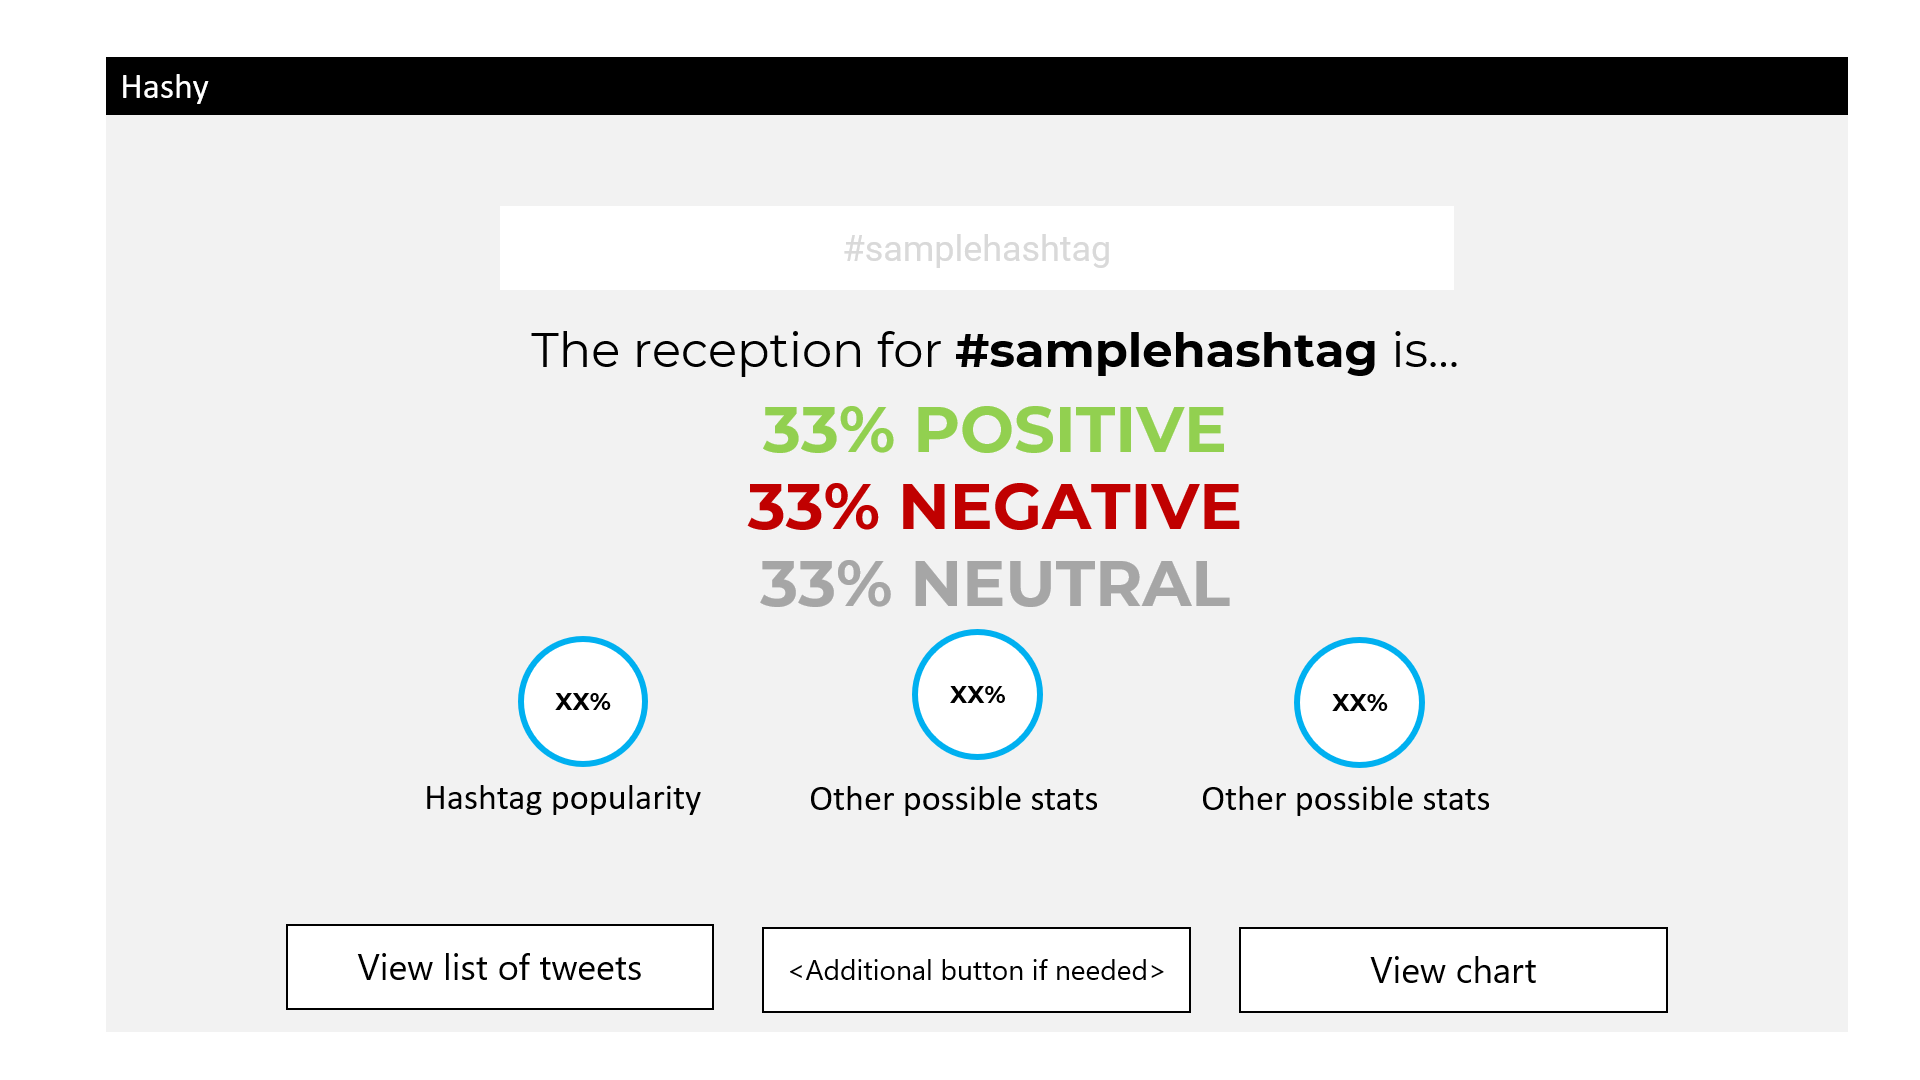 Hashy
#samplehashtag
The reception for #samplehashtag is...
33% POSITIVE
33% NEGATIVE
33% NEUTRAL
XX%
XX%
XX%
Hashtag popularity
Other possible stats
Other possible stats
View list of tweets
<Additional button if needed>
View chart